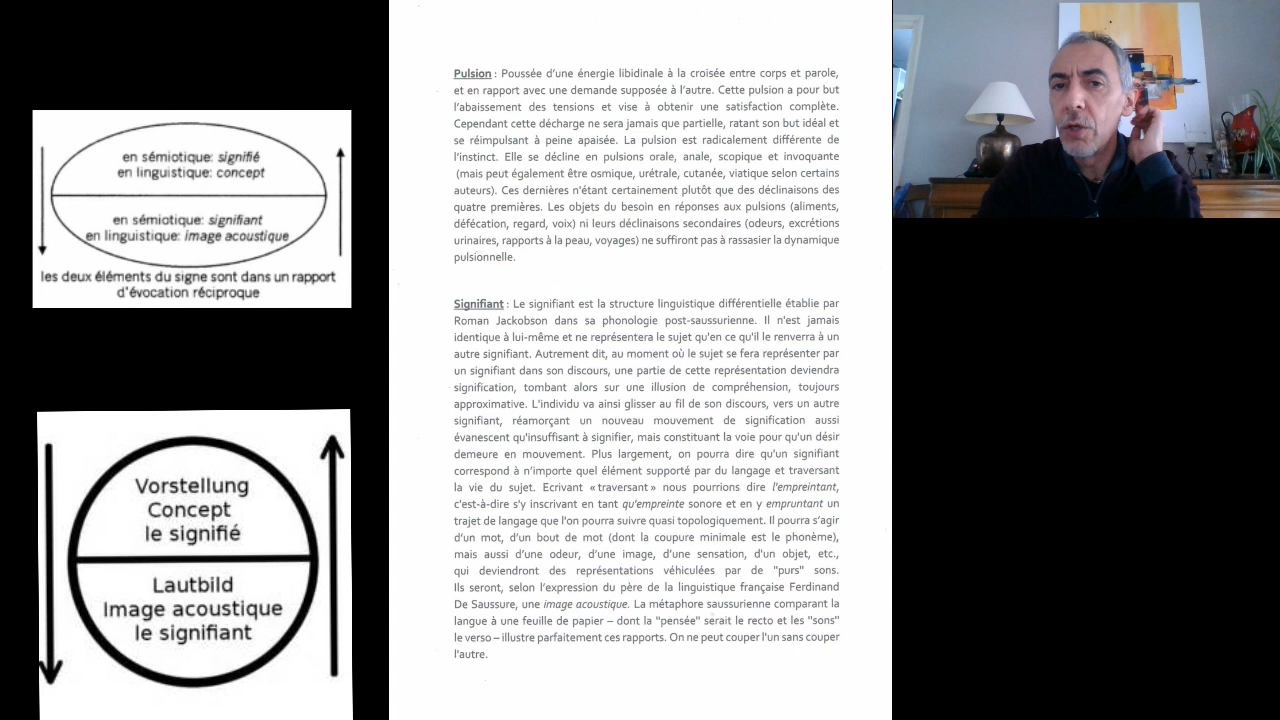 en sémiotique: signifié
en linguistique: concept
en sémiotique: signifiant
en linguistique: image acoustique
les deux éléments du signe sont dans un rapport
d'évocation réciproque
Vorstellung
Concept
le signifié
Lautbild
Image acoustique
le signifiant
Pulsion : Poussée d'une énergie libidinale à la croisée entre corps et parole,
et en rapport avec une demande supposée à l'autre. Cette pulsion a pour but
l'abaissement des tensions et vise à obtenir une satisfaction complète.
Cependant cette décharge ne sera jamais que partielle, ratant son but idéal et
se réimpulsant à peine apaisée. La pulsion est radicalement différente de
l'instinct. Elle se décline en pulsions orale, anale, scopique et invoquante
(mais peut également être osmique, urétrale, cutanée, viatique selon certains
auteurs). Ces dernières n'étant certainement plutôt que des déclinaisons des
quatre premières. Les objets du besoin en réponses aux pulsions (aliments,
défécation, regard, voix) ni leurs déclinaisons secondaires (odeurs, excrétions
urinaires, rapports à la peau, voyages) ne suffiront pas à rassasier la dynamique
pulsionnelle.
Signifiant : Le signifiant est la structure linguistique différentielle établie par
Roman Jackobson dans sa phonologie post-saussurienne. Il n'est jamais
identique à lui-même et ne représentera le sujet qu'en ce qu'il le renverra à un
autre signifiant. Autrement dit, au moment où le sujet se fera représenter par
un signifiant dans son discours, une partie de cette représentation deviendra
signification, tombant alors sur une illusion de compréhension, toujours
approximative. L'individu va ainsi glisser au fil de son discours, vers un autre
signifiant, réamorçant un nouveau mouvement de signification aussi
évanescent qu'insuffisant à signifier, mais constituant la voie pour qu'un désir
demeure en mouvement. Plus largement, on pourra dire qu'un signifiant
correspond à n'importe quel élément supporté par du langage et traversant
la vie du sujet. Ecrivant « traversant » nous pourrions dire l'empreintant,
c'est-à-dire s'y inscrivant en tant qu'empreinte sonore et en y empruntant un
trajet de langage que l'on pourra suivre quasi topologiquement. Il pourra s'agir
d'un mot, d'un bout de mot (dont la coupure minimale est le phonème),
mais aussi d'une odeur, d'une image, d'une sensation, d'un objet, etc.,
qui deviendront des représentations véhiculées par de "purs" sons.
Ils seront, selon l'expression du père de la linguistique française Ferdinand
De Saussure, une image acoustique. La métaphore saussurienne comparant la
langue à une feuille de papier – dont la "pensée" serait le recto et les "sons"
le verso – illustre parfaitement ces rapports. On ne peut couper l'un sans couper
l'autre.